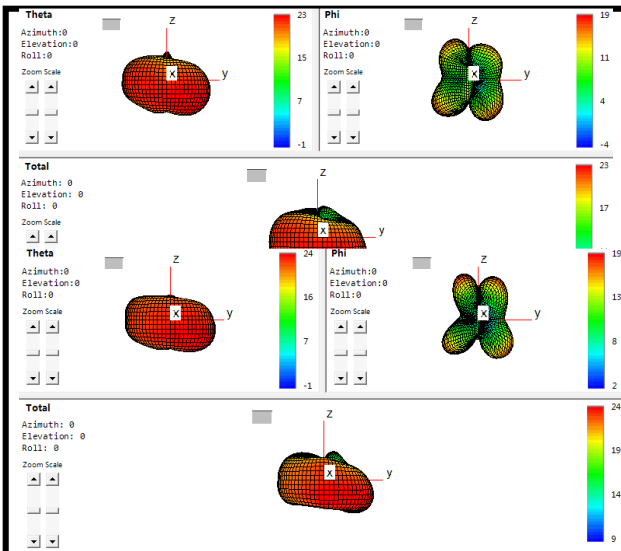 Theta
Azimuth:0
Elevation:0
Roll:0
Zoom Scale
z
x
y
23
15
7
-1
Phi
Azimuth:0
Elevation:0
Roll:0
Zoom Scale
z
x
y
19
11
4
-4
Total
Azimuth: 0
Elevation: 0
Roll: 0
Zoom Scale
z
x
y
23
20
17
Theta
Azimuth:0
Elevation:0
Roll:0
Zoom Scale
z
x
y
24
16
7
-1
Phi
Azimuth:0
Elevation:0
Roll:0
Zoom Scale
z
x
y
19
13
8
2
Total
Azimuth: 0
Elevation: 0
Roll: 0
Zoom Scale
z
x
y
24
19
14
9